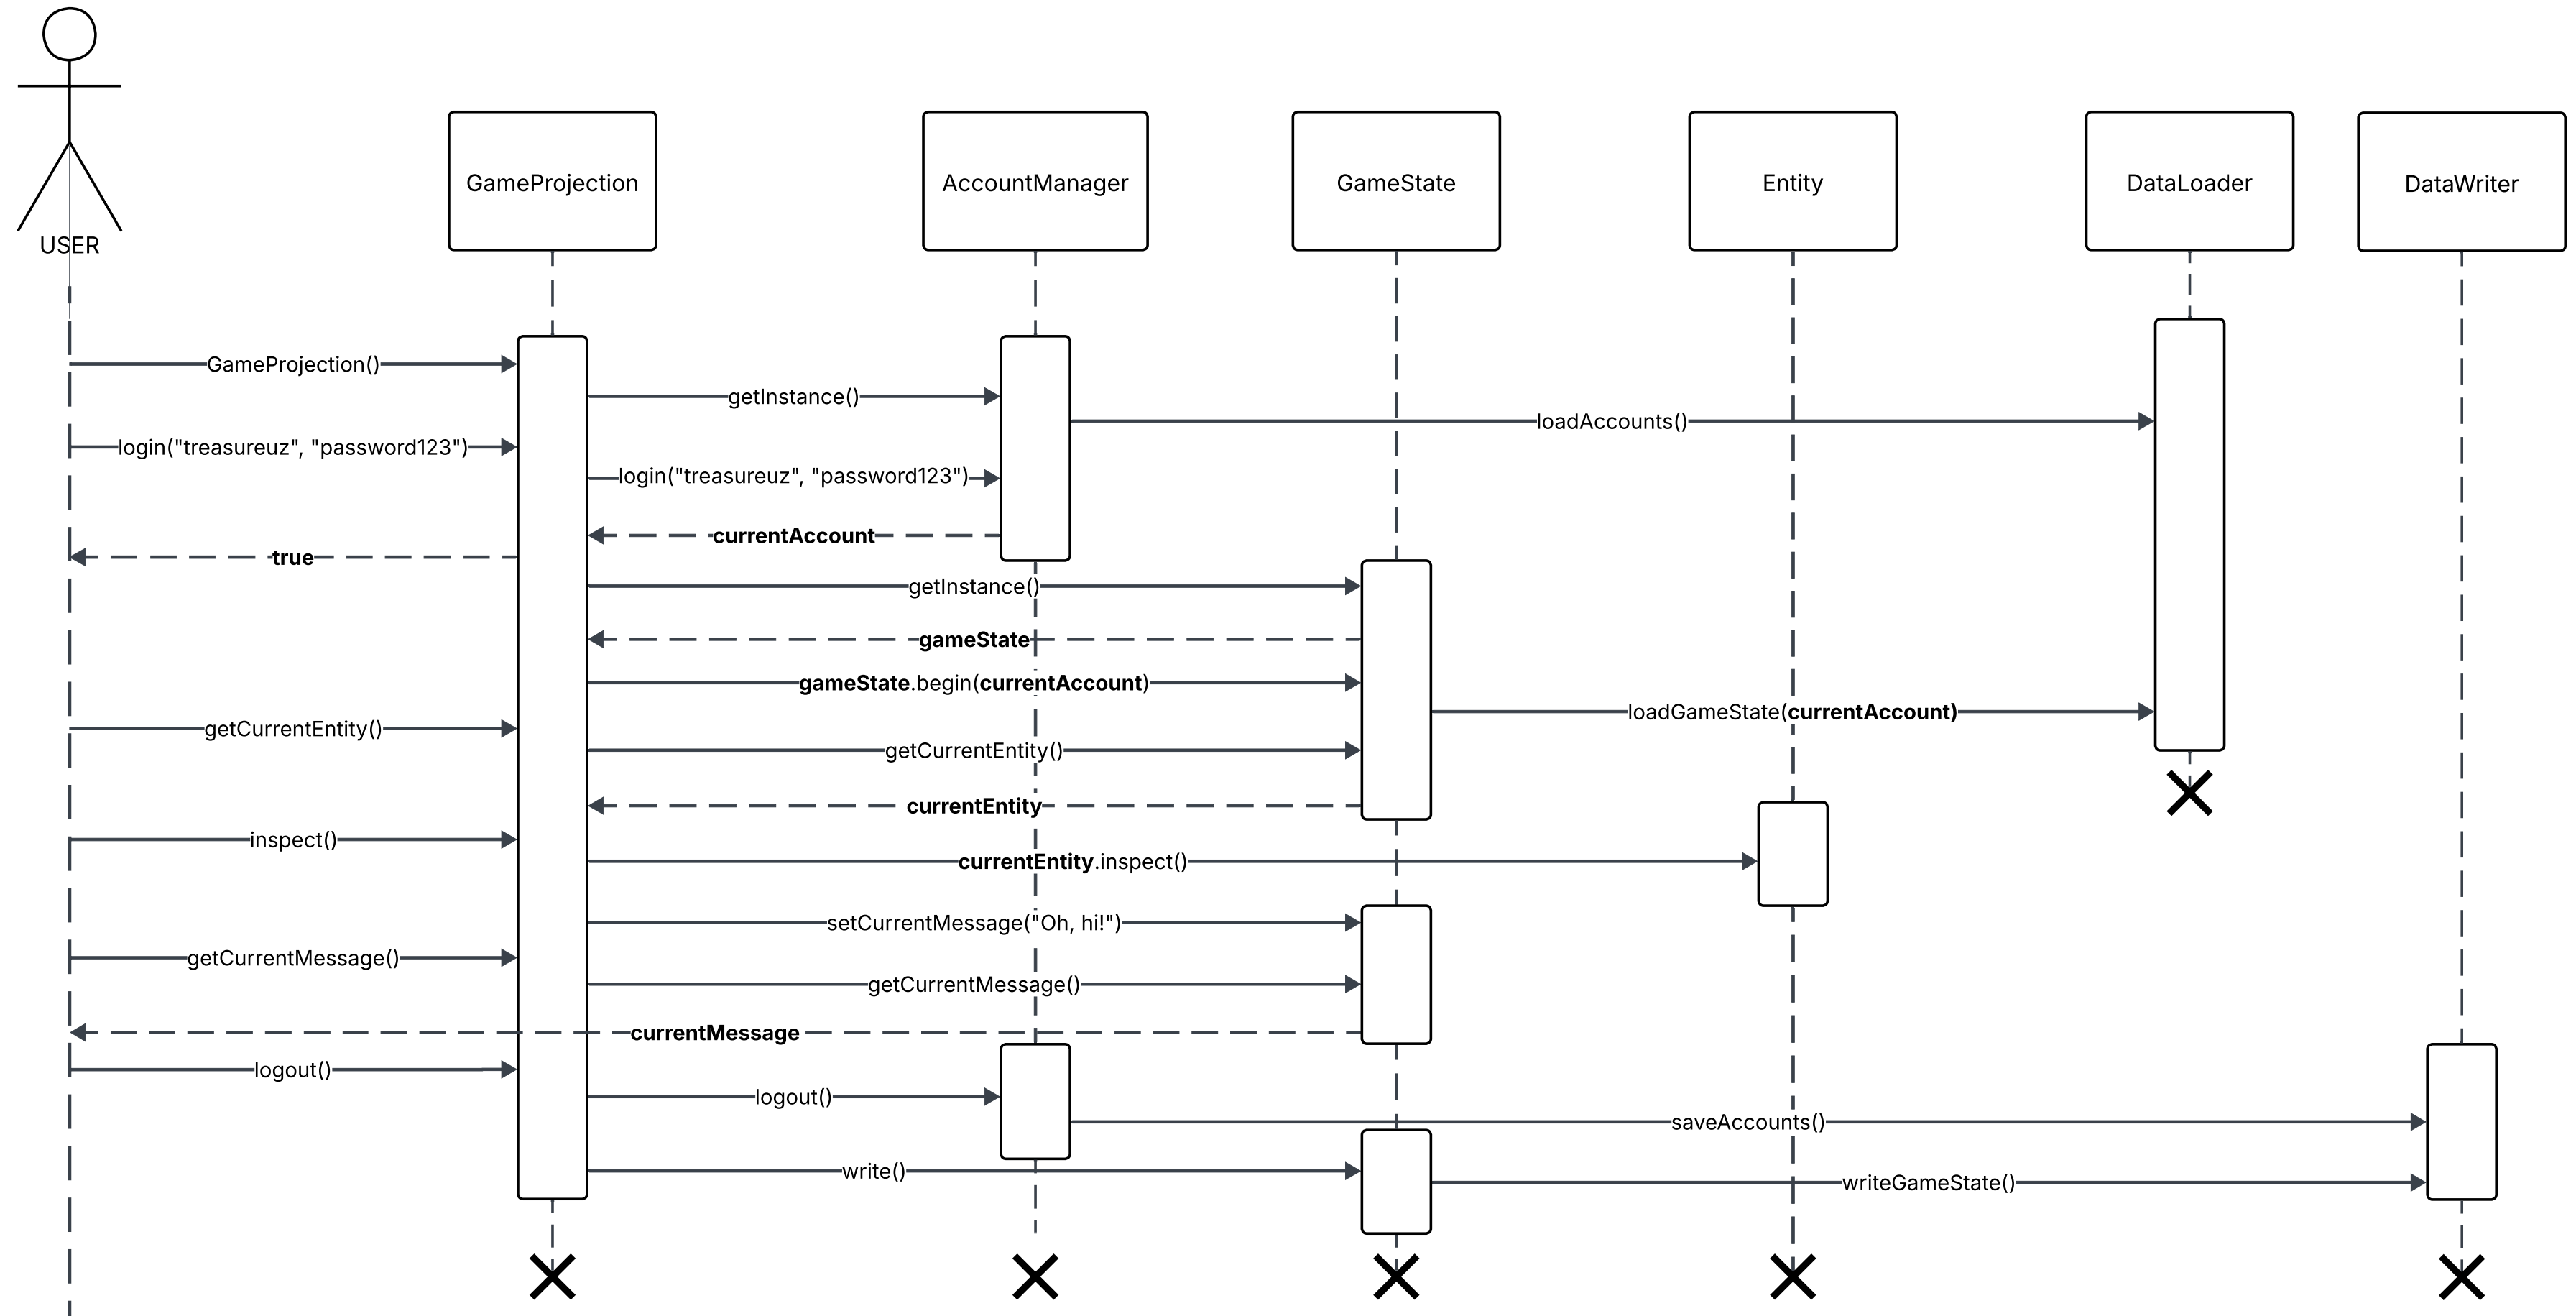 USER
GameProjection
AccountManager
GameState
Entity
DataLoader
DataWriter
GameProjection()
getInstance()
loadAccounts()
login("treasureuz", "password123")
login("treasureuz", "password123")
currentAccount
true
getInstance()
gameState
gameState.begin(currentAccount)
loadGameState(currentAccount)
getCurrentEntity()
getCurrentEntity()
currentEntity
inspect()
currentEntity.inspect()
setCurrentMessage("Oh, hi!")
getCurrentMessage()
getCurrentMessage()
currentMessage
logout()
logout()
saveAccounts()
write()
writeGameState()